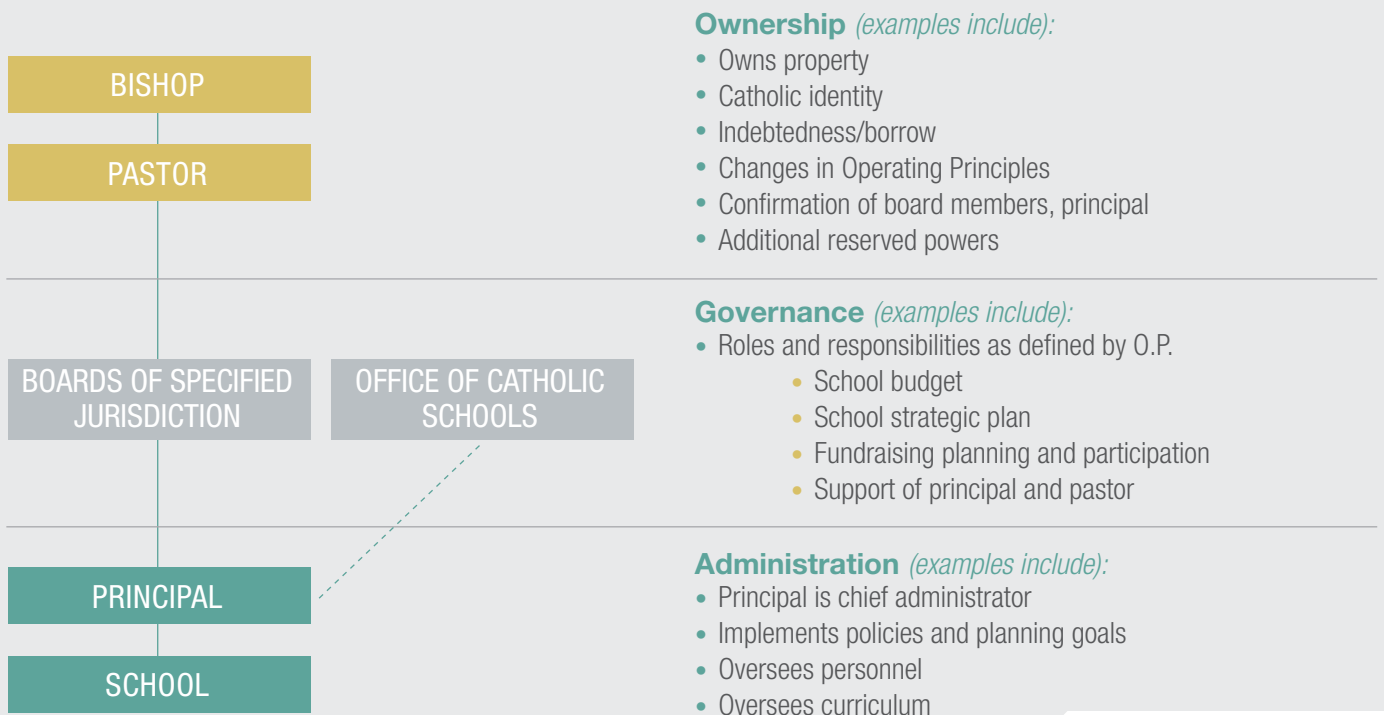 BISHOP
PASTOR
Ownership (examples include):
• Owns property
• Catholic identity
• Indebtedness/borrow
• Changes in Operating Principles
• Confirmation of board members, principal
• Additional reserved powers
BOARDS OF SPECIFIED
JURISDICTION
OFFICE OF CATHOLIC
SCHOOLS
Governance (examples include):
• Roles and responsibilities as defined by O.P.
• School budget
• School strategic plan
• Fundraising planning and participation
• Support of principal and pastor
PRINCIPAL
SCHOOL
Administration (examples include):
• Principal is chief administrator
• Implements policies and planning goals
• Oversees personnel
• Oversees curriculum